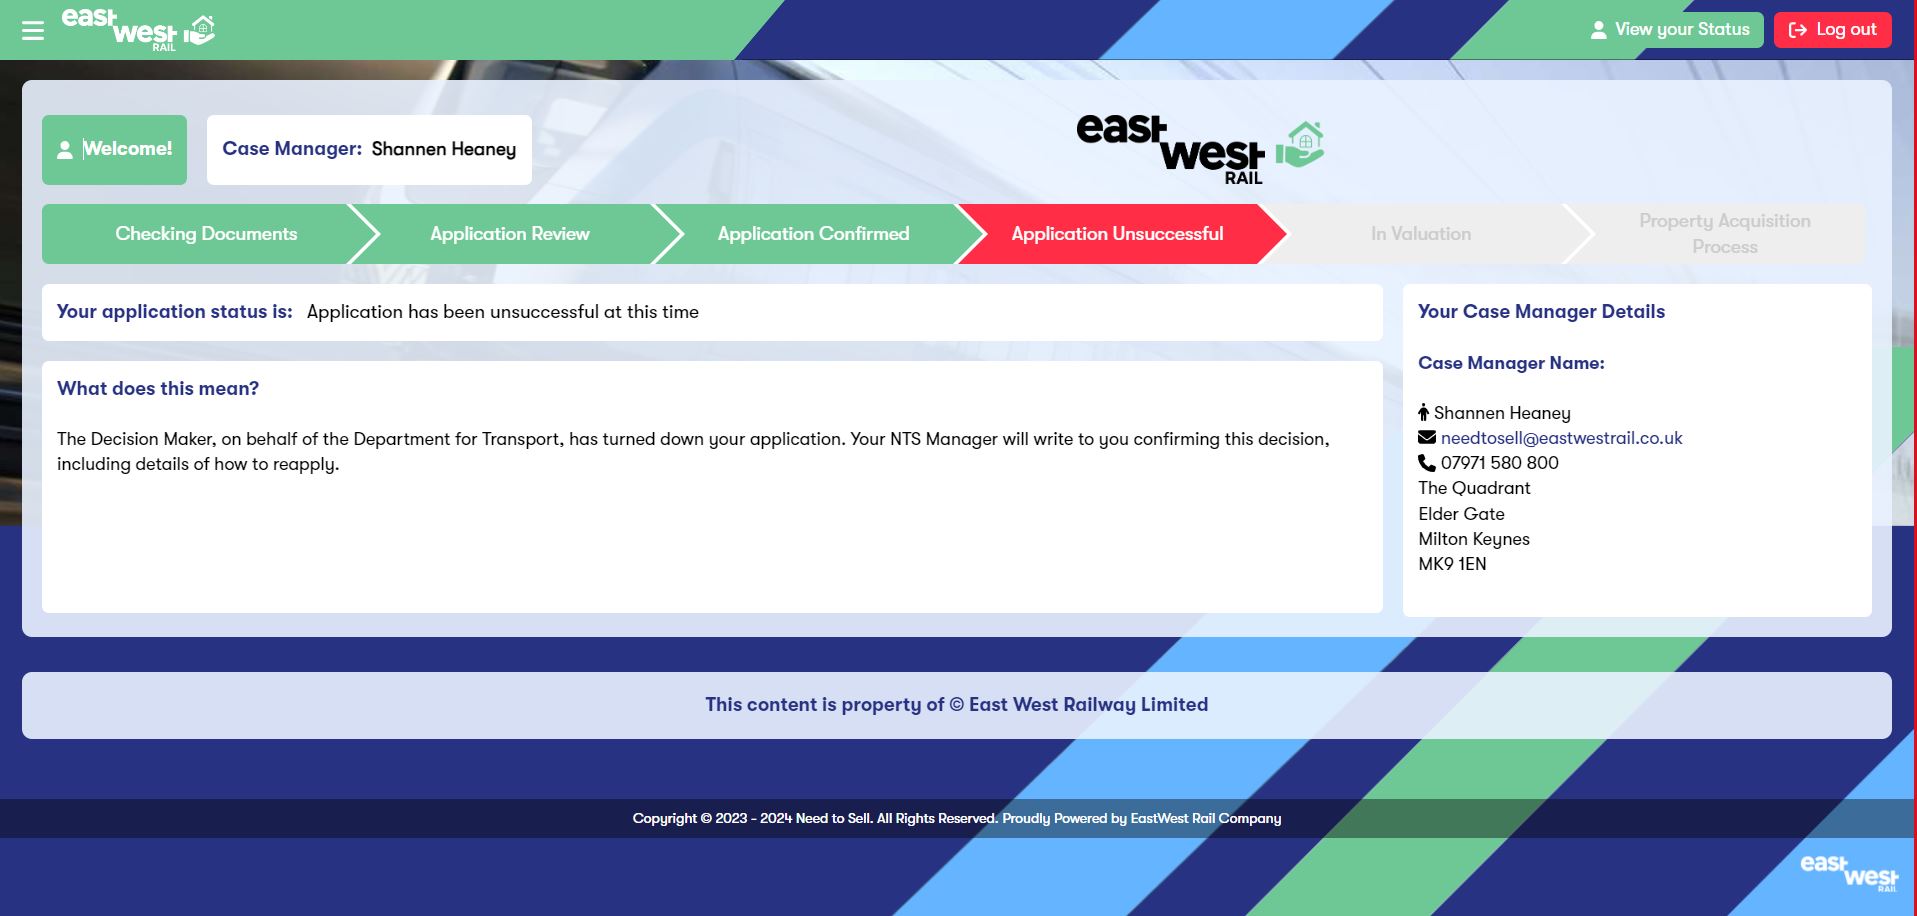 east
west
RAIL
View your Status
Log out
Welcome!
Case Manager: Shannen Heaney
east
west
RAIL
Checking Documents
Application Review
Application Confirmed
Application Unsuccessful
In Valuation
Property Acquisition
Process
Your application status is: Application has been unsuccessful at this time
What does this mean?
The Decision Maker, on behalf of the Department for Transport, has turned down your application. Your NTS Manager will write to you confirming this decision,
including details of how to reapply.
Your Case Manager Details
Case Manager Name:
Shannen Heaney
needtosell@eastwestrail.co.uk
07971 580 800
The Quadrant
Elder Gate
Milton Keynes
MK9 1EN
This content is property of © East West Railway Limited
Copyright © 2023 - 2024 Need to Sell. All Rights Reserved. Proudly Powered by EastWest Rail Company
east
west
RAIL